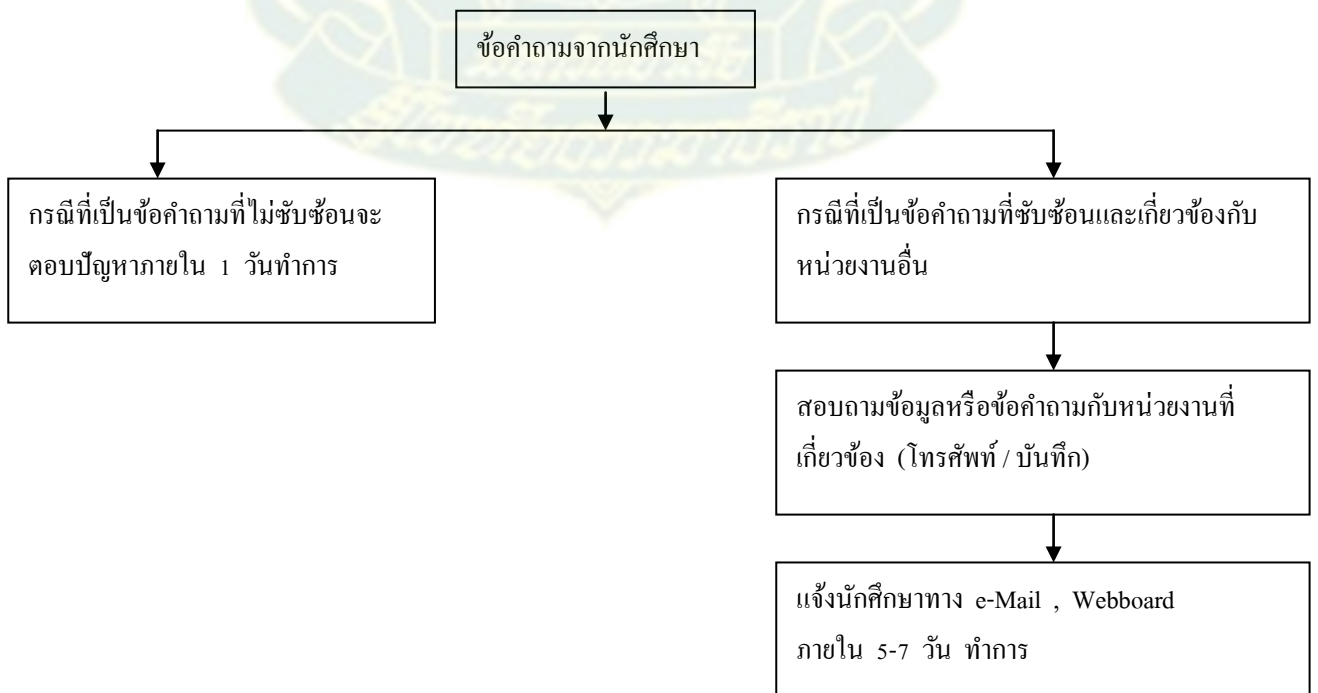 ข้อคำถามจากนักศึกษา
กรณีที่เป็นข้อคำถามที่ไม่ซับซ้อนจะ
ตอบปัญหาภายใน 1 วันทำการ
กรณีที่เป็นข้อคำถามที่ซับซ้อนและเกี่ยวข้องกับ
หน่วยงานอื่น
สอบถามข้อมูลหรือข้อคำถามกับหน่วยงานที่
เกี่ยวข้อง (โทรศัพท์ / บันทึก)
แจ้งนักศึกษาทาง e-Mail , Webboard
ภายใน 5-7 วัน ทำการ